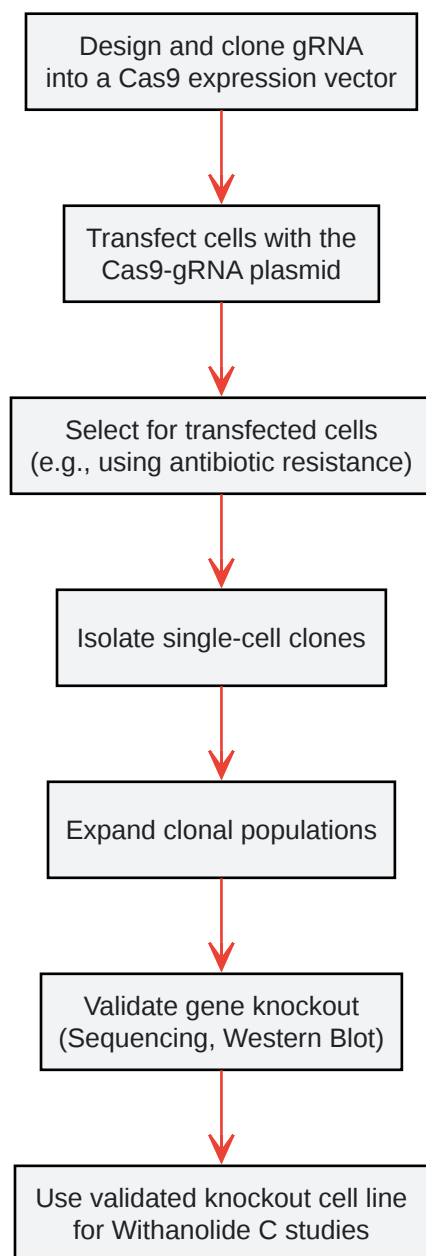 Design and clone gRNA
into a Cas9 expression vector
Transfect cells with the
Cas9-gRNA plasmid
Select for transfected cells
(e.g., using antibiotic resistance)
Isolate single-cell clones
Expand clonal populations
Validate gene knockout
(Sequencing, Western Blot)
Use validated knockout cell line
for Withanolide C studies